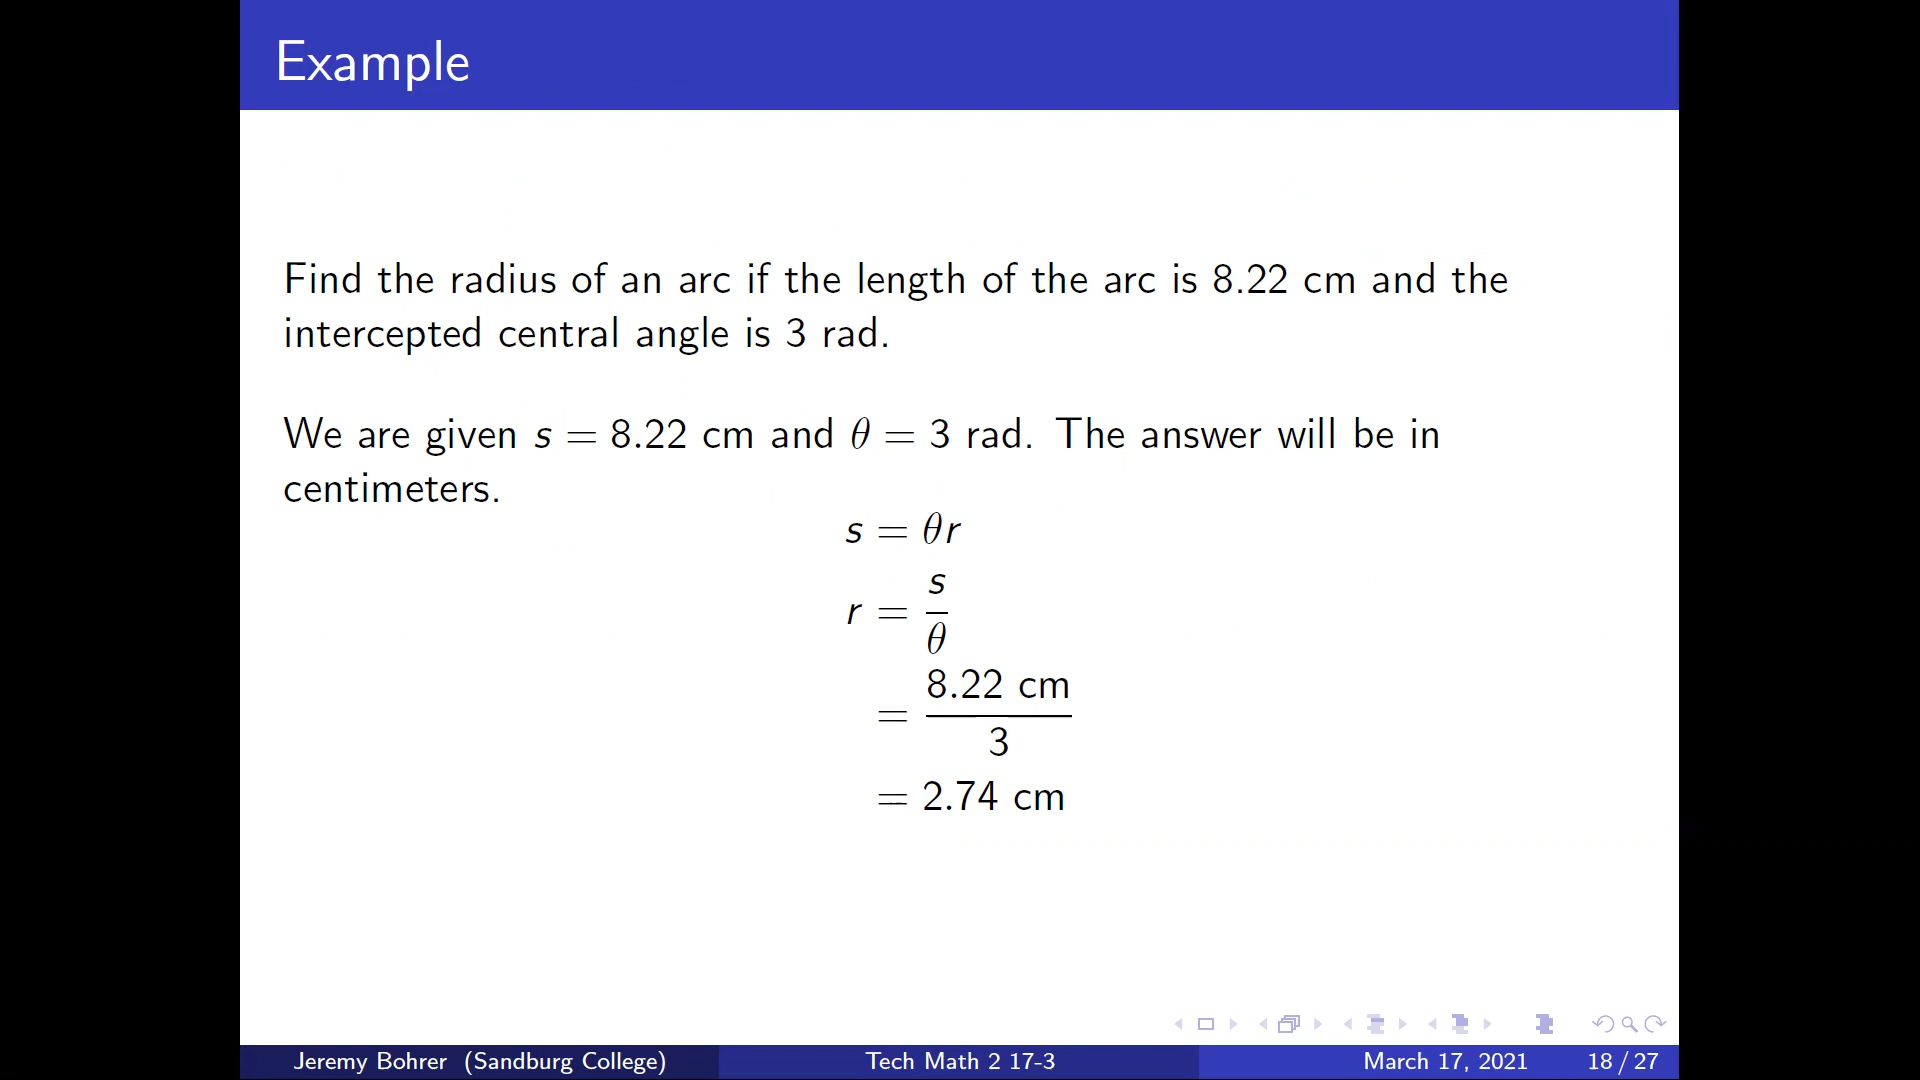 Example
Find the radius of an arc if the length of the arc is 8.22 cm and the
intercepted central angle is 3 rad.
We are given s = 8.22 cm and θ = 3 rad. The answer will be in
centimeters.
s = θr
r = s/θ
= 8.22 cm/3
= 2.74 cm
Jeremy Bohrer (Sandburg College) Tech Math 2 17-3 March 17, 2021 18 / 27